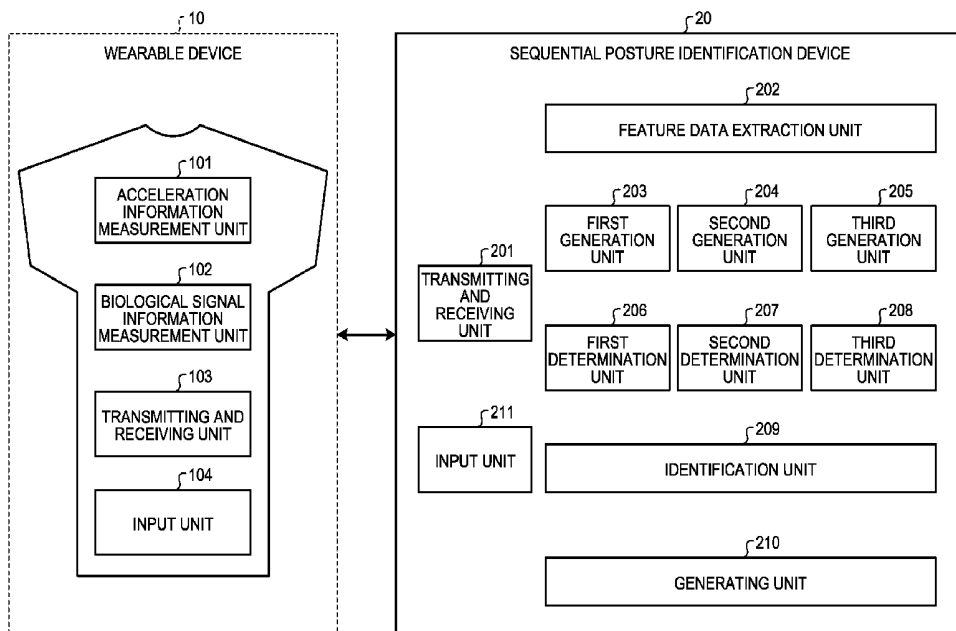 10
WEARABLE DEVICE
101
ACCELERATION
INFORMATION
MEASUREMENT UNIT
102
BIOLOGICAL SIGNAL
INFORMATION
MEASUREMENT UNIT
103
TRANSMITTING AND
RECEIVING UNIT
104
INPUT UNIT
20
SEQUENTIAL POSTURE IDENTIFICATION DEVICE
202
FEATURE DATA EXTRACTION UNIT
203
FIRST
GENERATION
UNIT
204
SECOND
GENERATION
UNIT
205
THIRD
GENERATION
UNIT
201
TRANSMITTING
AND
RECEIVING
UNIT
206
FIRST
DETERMINATION
UNIT
207
SECOND
DETERMINATION
UNIT
208
THIRD
DETERMINATION
UNIT
211
INPUT UNIT
209
IDENTIFICATION UNIT
210
GENERATING UNIT